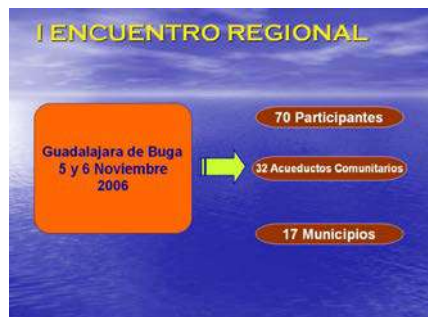 I ENCUENTRO REGIONAL
Guadalajara de Buga
5 y 6 Noviembre
2006
70 Participantes
32 Acueductos Comunitarios
17 Municipios